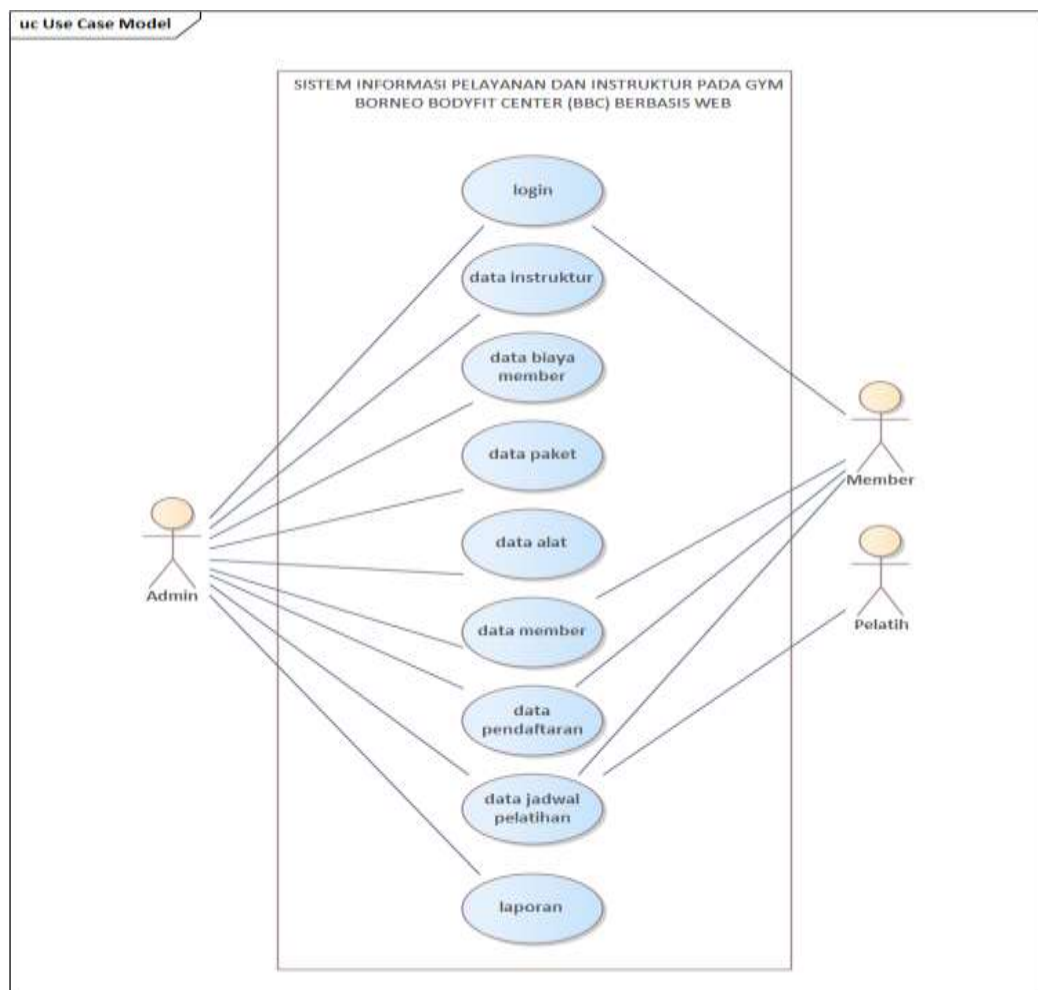 uc Use Case Model
SISTEM INFORMASI PELAYANAN DAN INSTRUKTUR PADA GYM
BORNEO BODYFIT CENTER (BBC) BERBASIS WEB
login
data instruktur
data biaya
member
data paket
data alat
data member
data
pendaftaran
data jadwal
pelatihan
laporan
Admin
Member
Pelatih